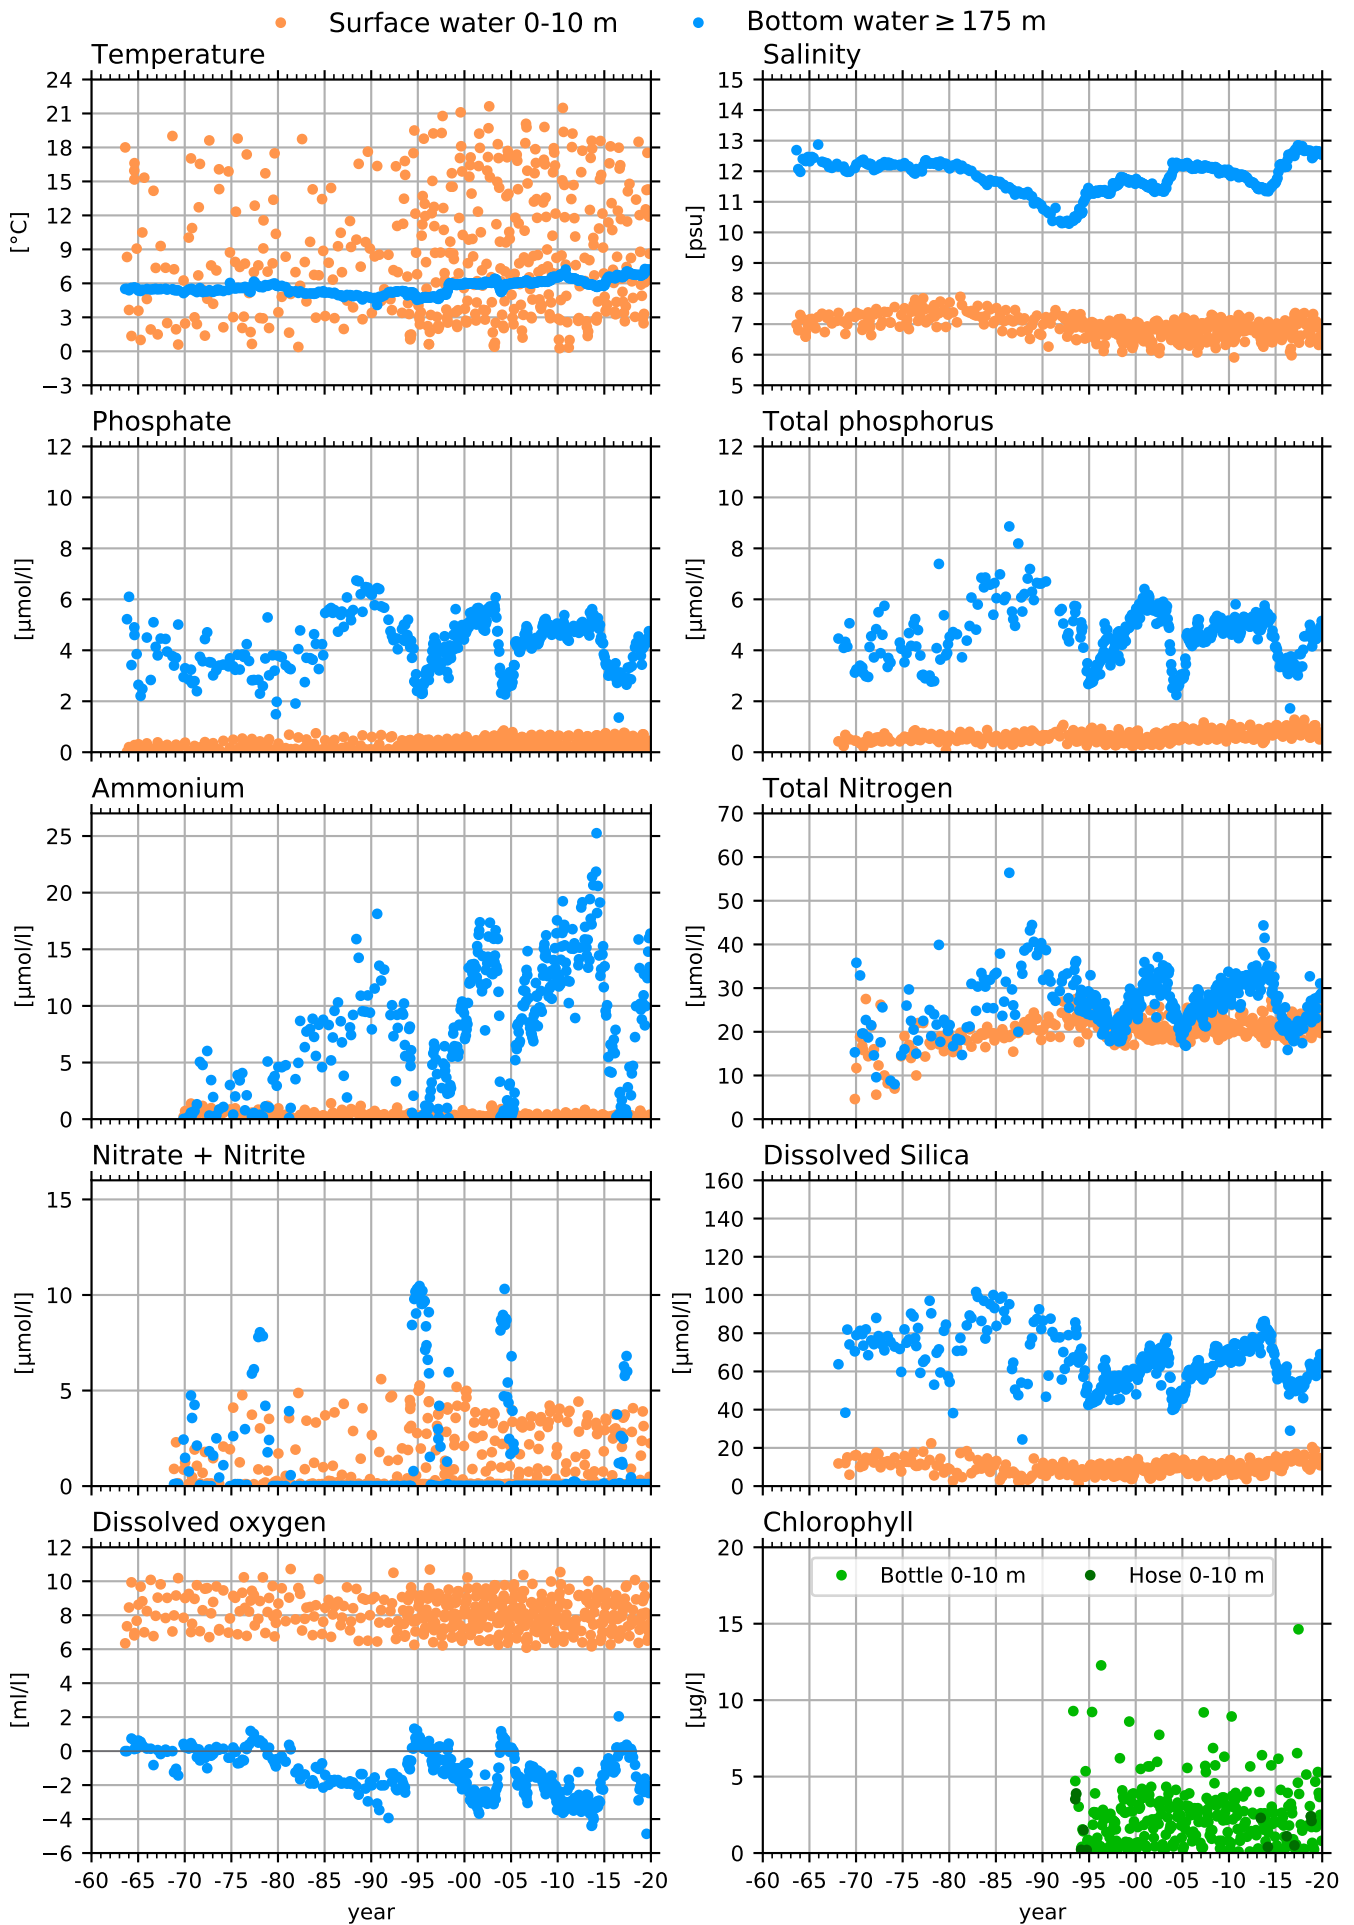 Surface water 0-10 m Bottom water ≥ 175 m
Temperature Salinity
24 21 18 15 12 9 6 3 0 −3
[°C]
15 14 13 12 11 10 9 8 7 6 5
[psu]
Phosphate Total phosphorus
12 10 8 6 4 2 0
[µmol/l]
12 10 8 6 4 2 0
[µmol/l]
Ammonium Total Nitrogen
25 20 15 10 5 0
[µmol/l]
70 60 50 40 30 20 10 0
[µmol/l]
Nitrate + Nitrite Dissolved Silica
15 10 5 0
[µmol/l]
160 140 120 100 80 60 40 20 0
[µmol/l]
Dissolved oxygen Chlorophyll
12 10 8 6 4 2 0 −2 −4 −6
[ml/l]
20 15 10 5 0
[µg/l]
Bottle 0-10 m Hose 0-10 m
-60 -65 -70 -75 -80 -85 -90 -95 -00 -05 -10 -15 -20
-60 -65 -70 -75 -80 -85 -90 -95 -00 -05 -10 -15 -20
year year